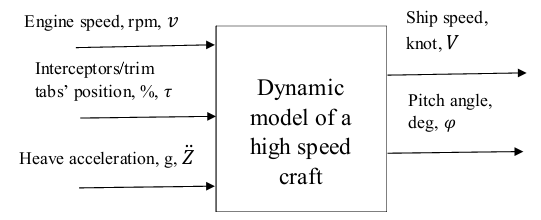 Engine speed, rpm, 𝜈
Interceptors/trim
tabs’ position, %, 𝜏
Heave acceleration, g, 𝑍̈
Dynamic
model of a
high speed
craft
Ship speed,
knot, 𝑉
Pitch angle,
deg, 𝜑